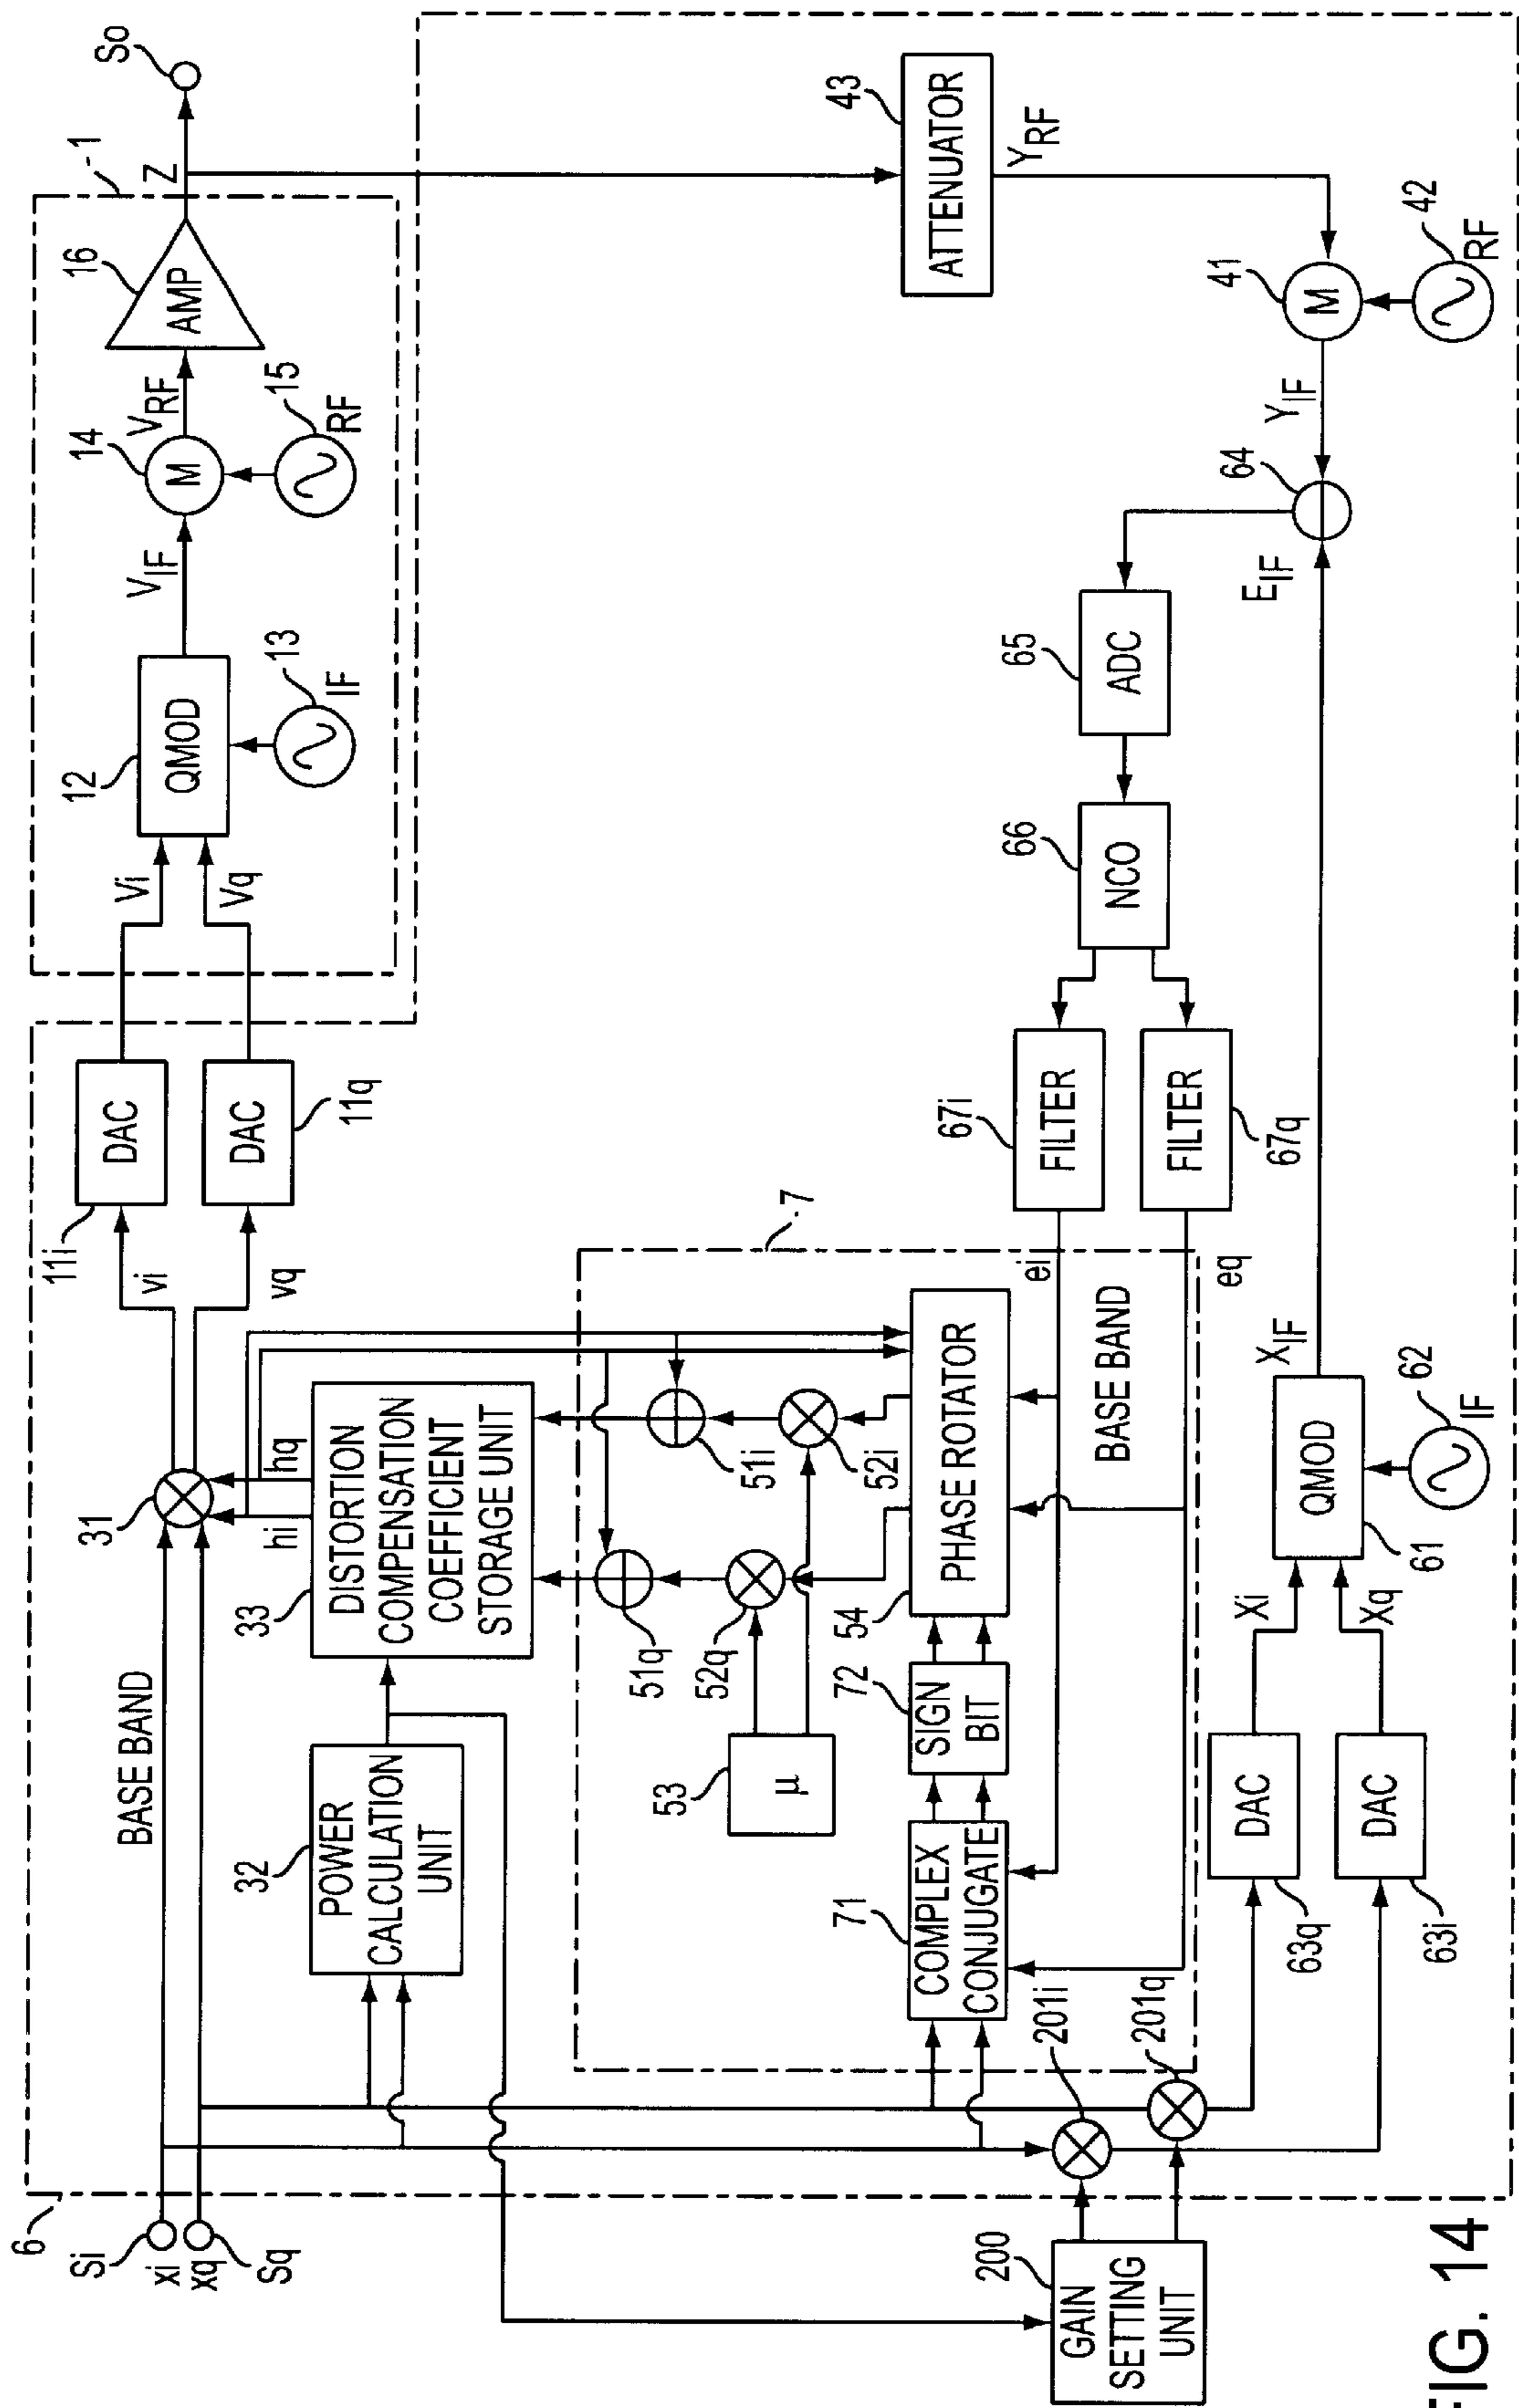 6
Si
xi
xq
Sq
BASE BAND
31
hi
hq
vi
vq
11i
DAC
DAC
11q
Vi
Vq
12
QMOD
13
IF
VIF
14
M
VRF
15
RF
16
AMP
1
Z
So
32
POWER
CALCULATION
UNIT
33
DISTORTION
COMPENSATION
COEFFICIENT
STORAGE UNIT
7
51q
51i
52q
52i
53
μ
54
PHASE ROTATOR
72
SIGN
BIT
71
COMPLEX
CONJUGATE
ei
eq
BASE BAND
67i
FILTER
FILTER
67q
66
NCO
65
ADC
43
ATTENUATOR
YRF
41
M
42
RF
YIF
64
EIF
XIF
QMOD
61
62
IF
Xi
Xq
DAC
63q
DAC
63i
201i
201q
200
GAIN
SETTING
UNIT
FIG. 14